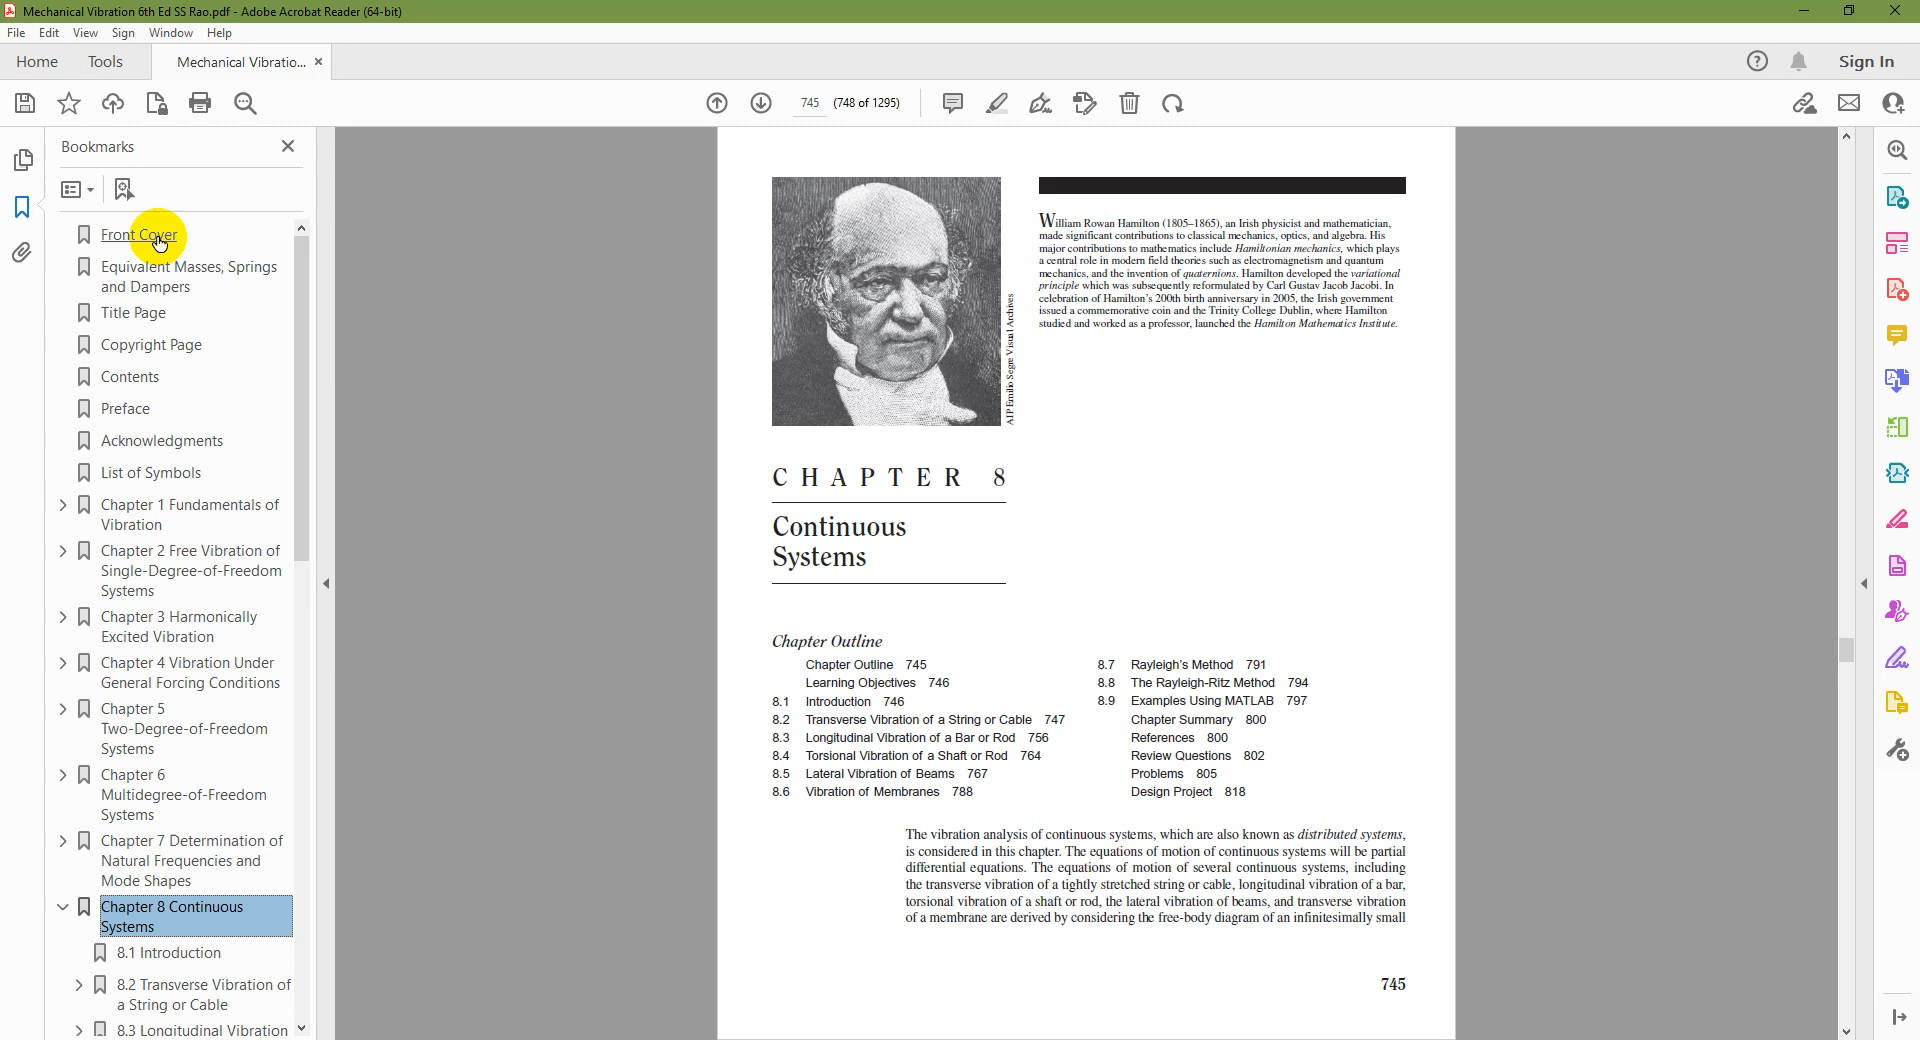 Mechanical Vibration 6th Ed SS Rao.pdf - Adobe Acrobat Reader (64-bit)
File Edit View Sign Window Help
Home Tools Mechanical Vibratio... × Sign In
745 (748 of 1295)
Bookmarks
Front Cover
Equivalent Masses, Springs
and Dampers
Title Page
Copyright Page
Contents
Preface
Acknowledgments
List of Symbols
Chapter 1 Fundamentals of
Vibration
Chapter 2 Free Vibration of
Single-Degree-of-Freedom
Systems
Chapter 3 Harmonically
Excited Vibration
Chapter 4 Vibration Under
General Forcing Conditions
Chapter 5
Two-Degree-of-Freedom
Systems
Chapter 6
Multidegree-of-Freedom
Systems
Chapter 7 Determination of
Natural Frequencies and
Mode Shapes
Chapter 8 Continuous
Systems
8.1 Introduction
8.2 Transverse Vibration of
a String or Cable
8.3 Longitudinal Vibration
AIP Emilio Segre Visual Archives
William Rowan Hamilton (1805–1865), an Irish physicist and mathematician,
made significant contributions to classical mechanics, optics, and algebra. His
major contributions to mathematics include Hamiltonian mechanics, which plays
a central role in modern field theories such as electromagnetism and quantum
mechanics, and the invention of quaternions. Hamilton developed the variational
principle which was subsequently reformulated by Carl Gustav Jacob Jacobi. In
celebration of Hamilton's 200th birth anniversary in 2005, the Irish government
issued a commemorative coin and the Trinity College Dublin, where Hamilton
studied and worked as a professor, launched the Hamilton Mathematics Institute.
CHAPTER 8
Continuous
Systems
Chapter Outline
Chapter Outline 745
Learning Objectives 746
8.1 Introduction 746
8.2 Transverse Vibration of a String or Cable 747
8.3 Longitudinal Vibration of a Bar or Rod 756
8.4 Torsional Vibration of a Shaft or Rod 764
8.5 Lateral Vibration of Beams 767
8.6 Vibration of Membranes 788
8.7 Rayleigh's Method 791
8.8 The Rayleigh-Ritz Method 794
8.9 Examples Using MATLAB 797
Chapter Summary 800
References 800
Review Questions 802
Problems 805
Design Project 818
The vibration analysis of continuous systems, which are also known as distributed systems,
is considered in this chapter. The equations of motion of continuous systems will be partial
differential equations. The equations of motion of several continuous systems, including
the transverse vibration of a tightly stretched string or cable, longitudinal vibration of a bar,
torsional vibration of a shaft or rod, the lateral vibration of beams, and transverse vibration
of a membrane are derived by considering the free-body diagram of an infinitesimally small
745